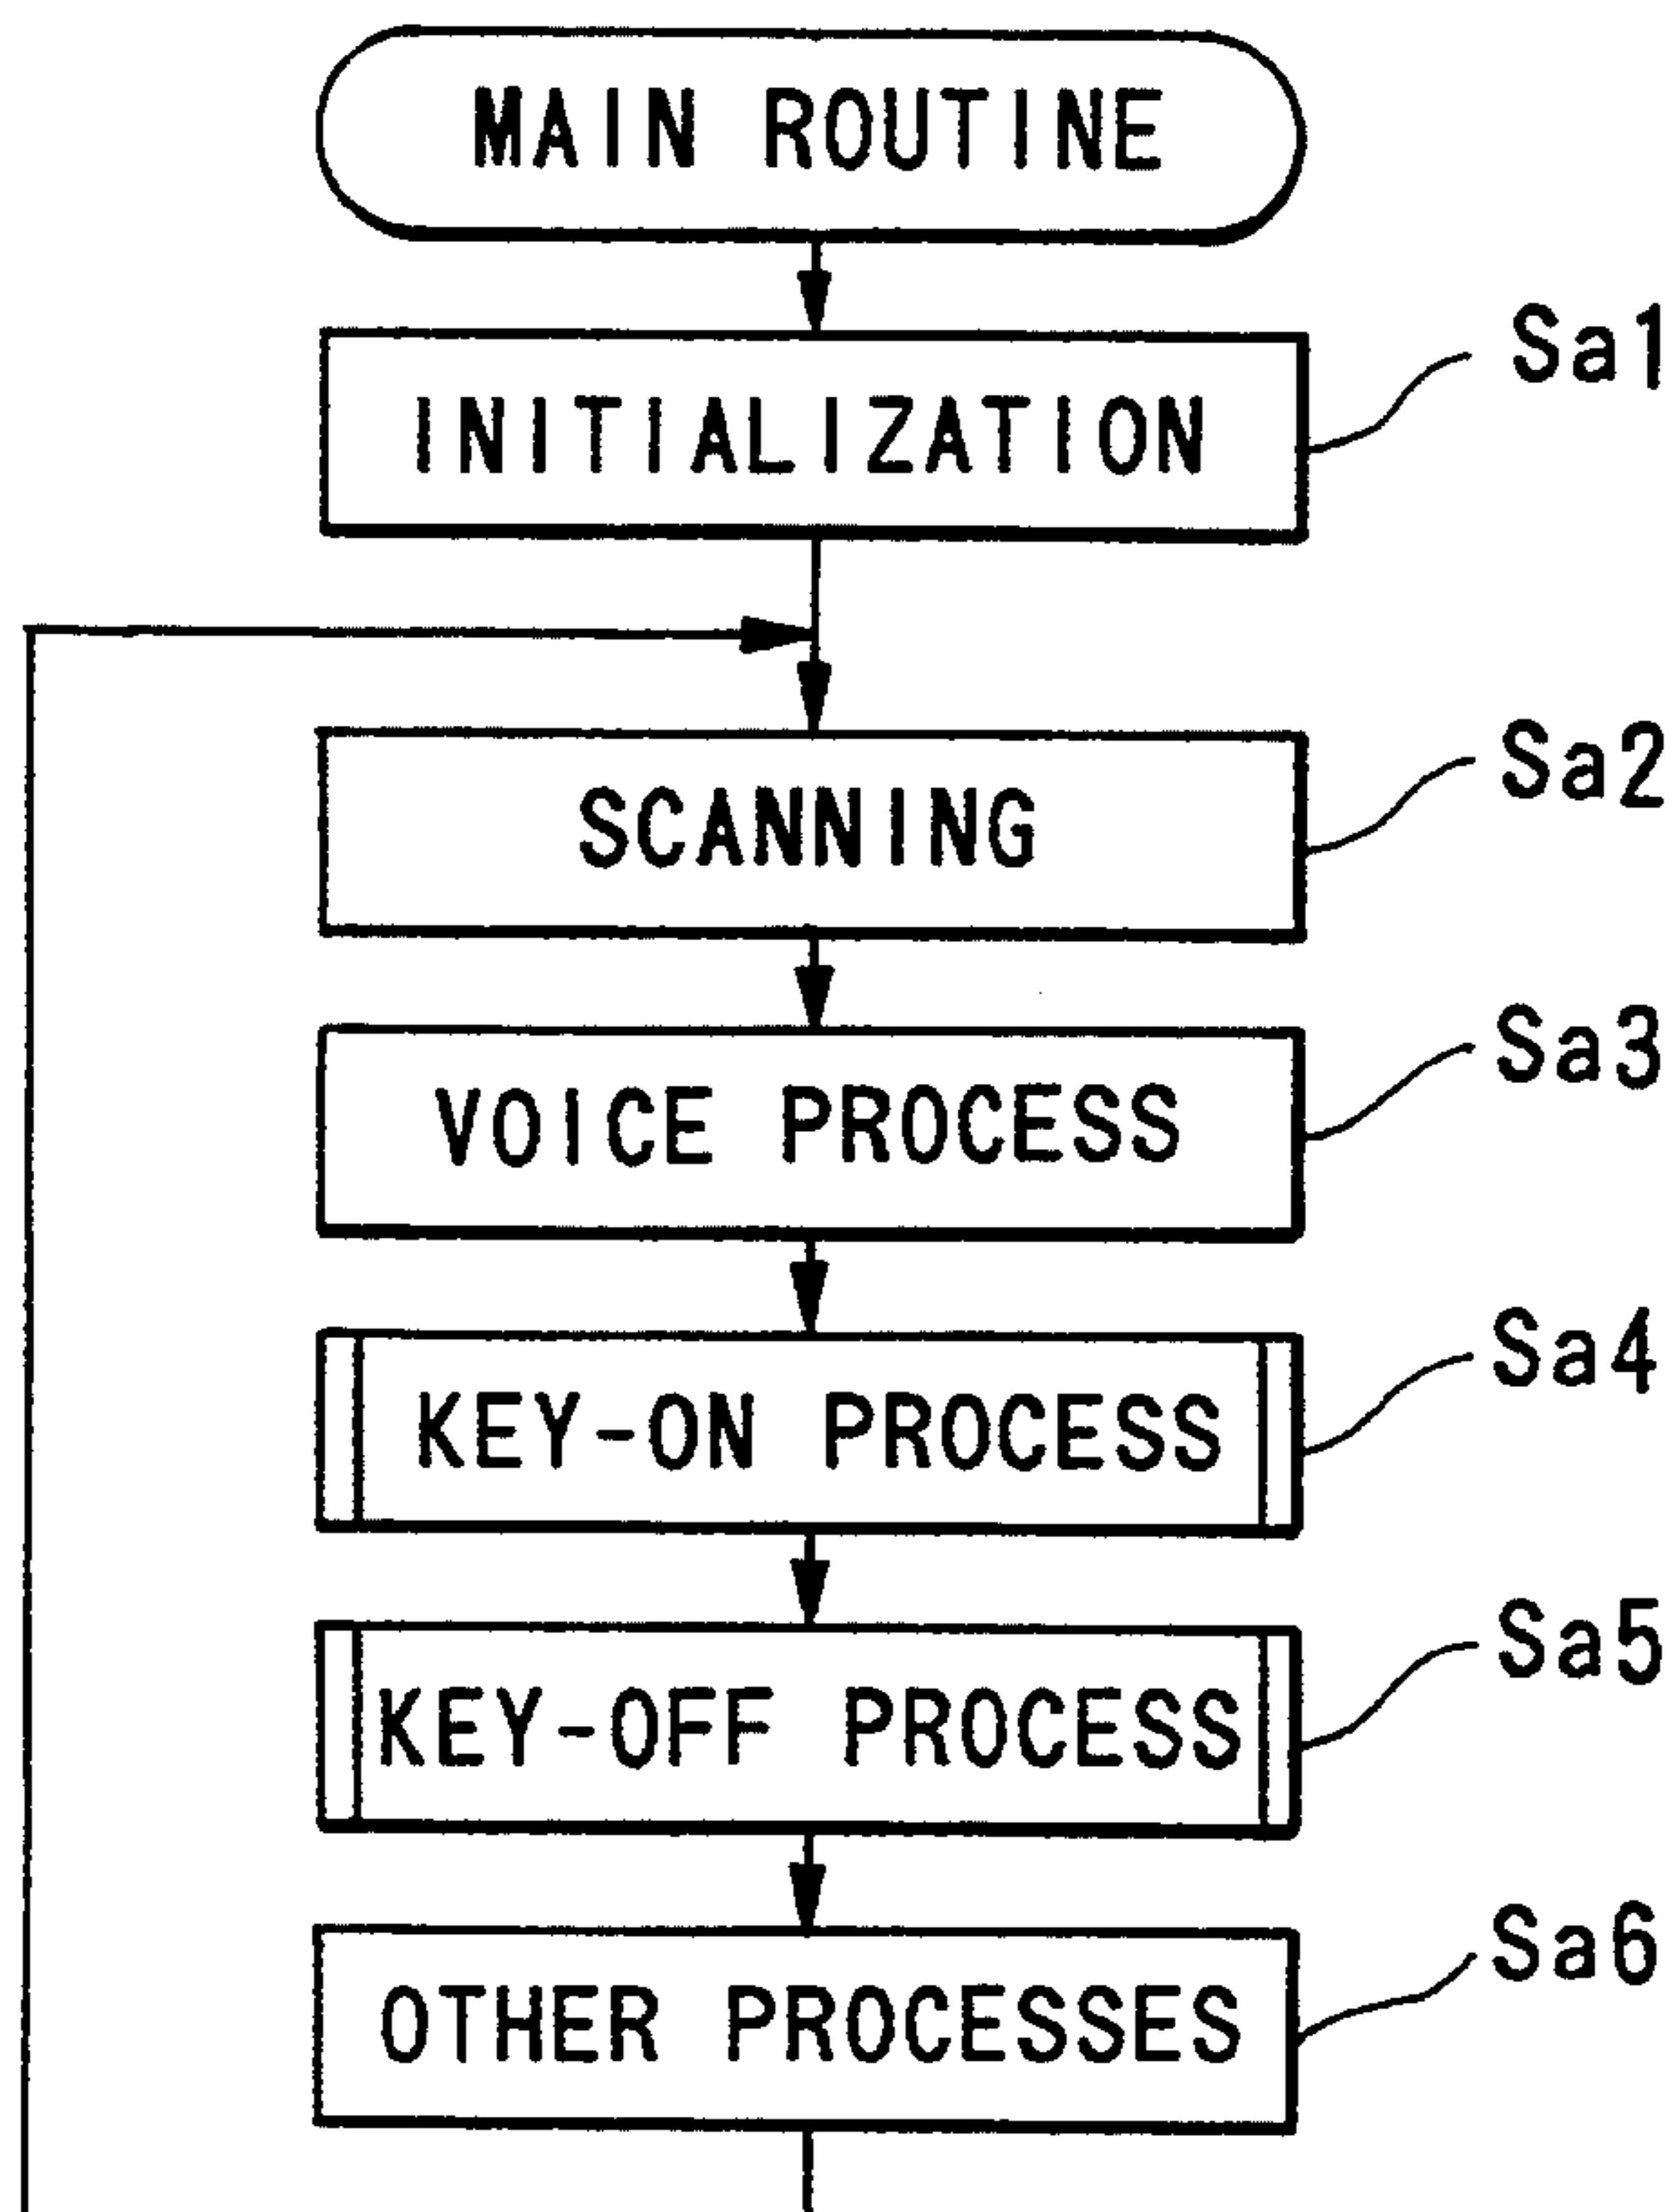 MAIN ROUTINE
Sa1
INITIALIZATION
Sa2
SCANNING
Sa3
VOICE PROCESS
Sa4
KEY-ON PROCESS
Sa5
KEY-OFF PROCESS
Sa6
OTHER PROCESSES